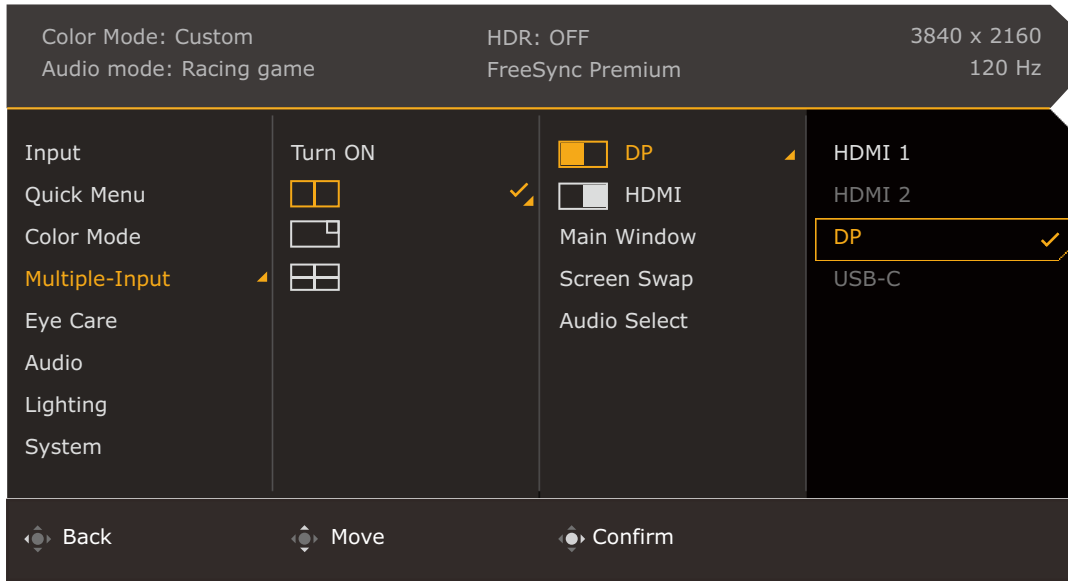 Color Mode: Custom
HDR: OFF
3840 x 2160
Audio mode: Racing game
FreeSync Premium
120 Hz
Input
Quick Menu
Color Mode
Multiple-Input
Eye Care
Audio
Lighting
System
Turn ON
DP
HDMI
Main Window
Screen Swap
Audio Select
HDMI 1
HDMI 2
DP
USB-C
Back
Move
Confirm